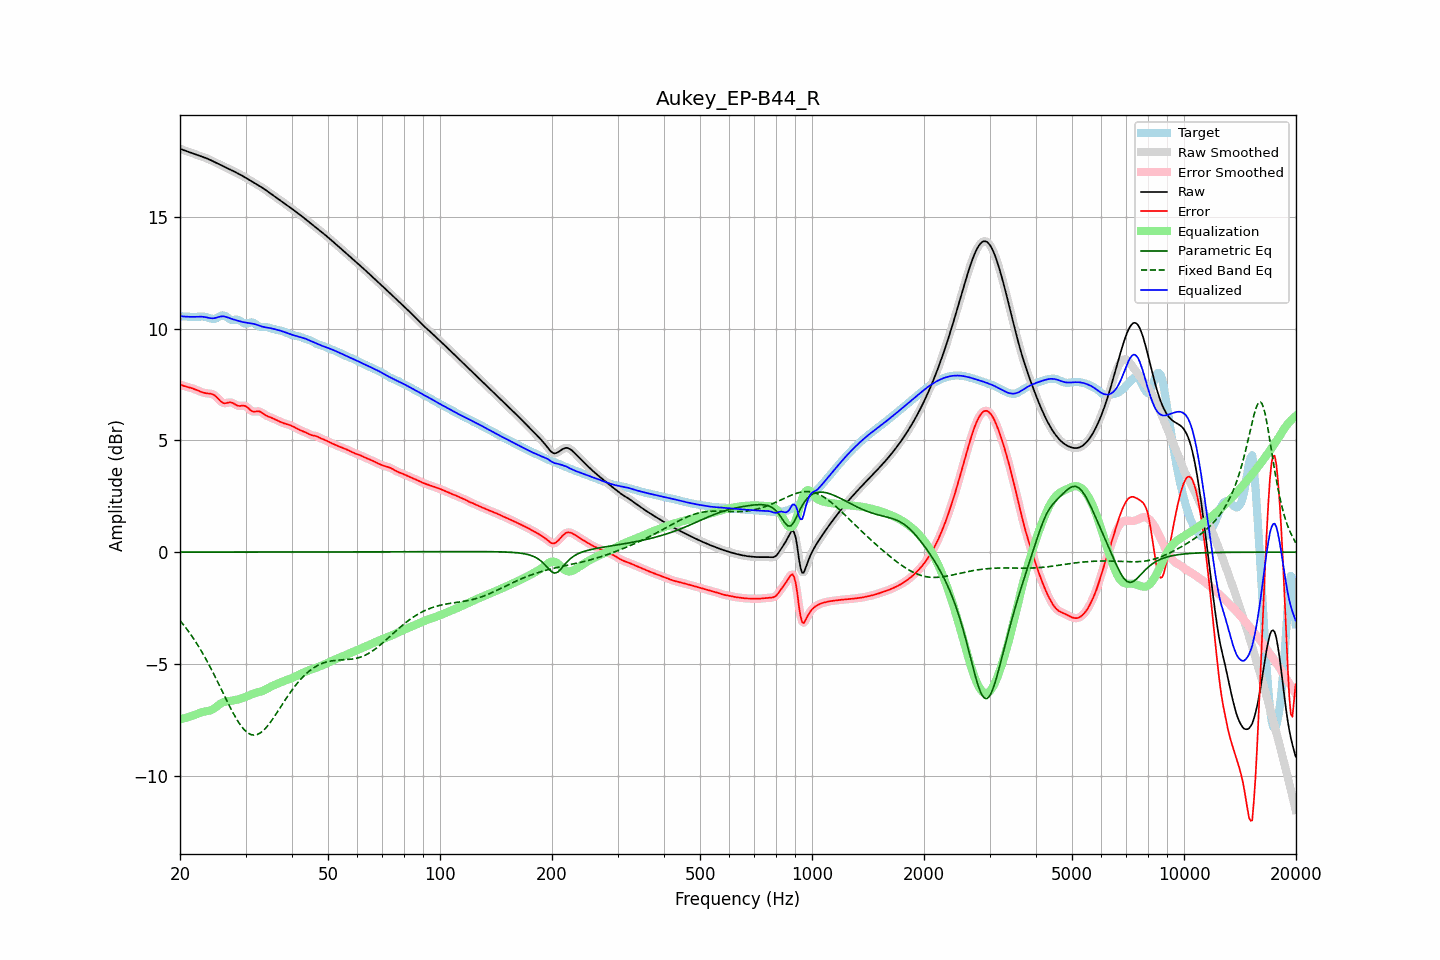 Aukey_EP-B44_R
Target
Raw Smoothed
Error Smoothed
Raw
Error
Equalization
Parametric Eq
Fixed Band Eq
Equalized
15
10
5
0
−5
−10
Amplitude (dBr)
20
50
100
200
500
1000
2000
5000
10000
20000
Frequency (Hz)